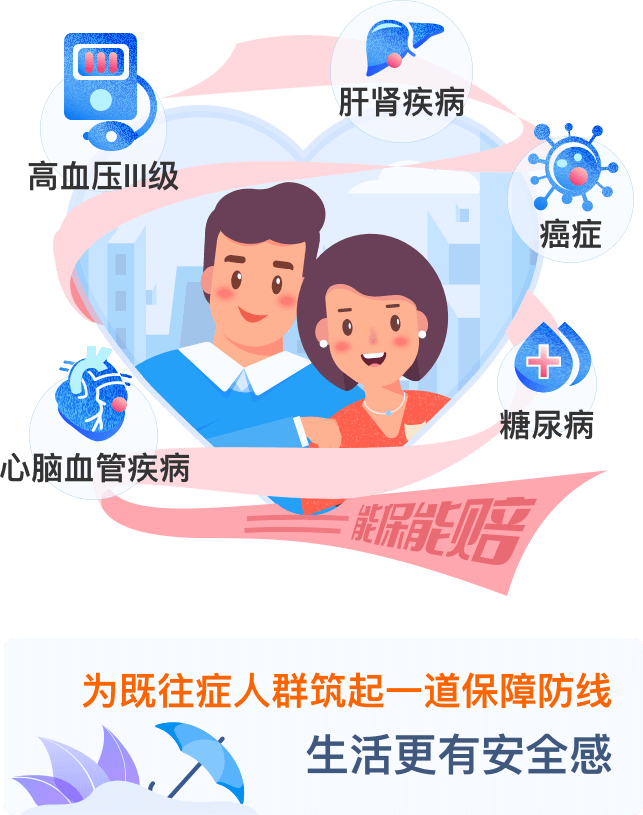 肝肾疾病
高血压III级
癌症
糖尿病
心脑血管疾病
能保能赔
为既往症人群筑起一道保障防线
生活更有安全感